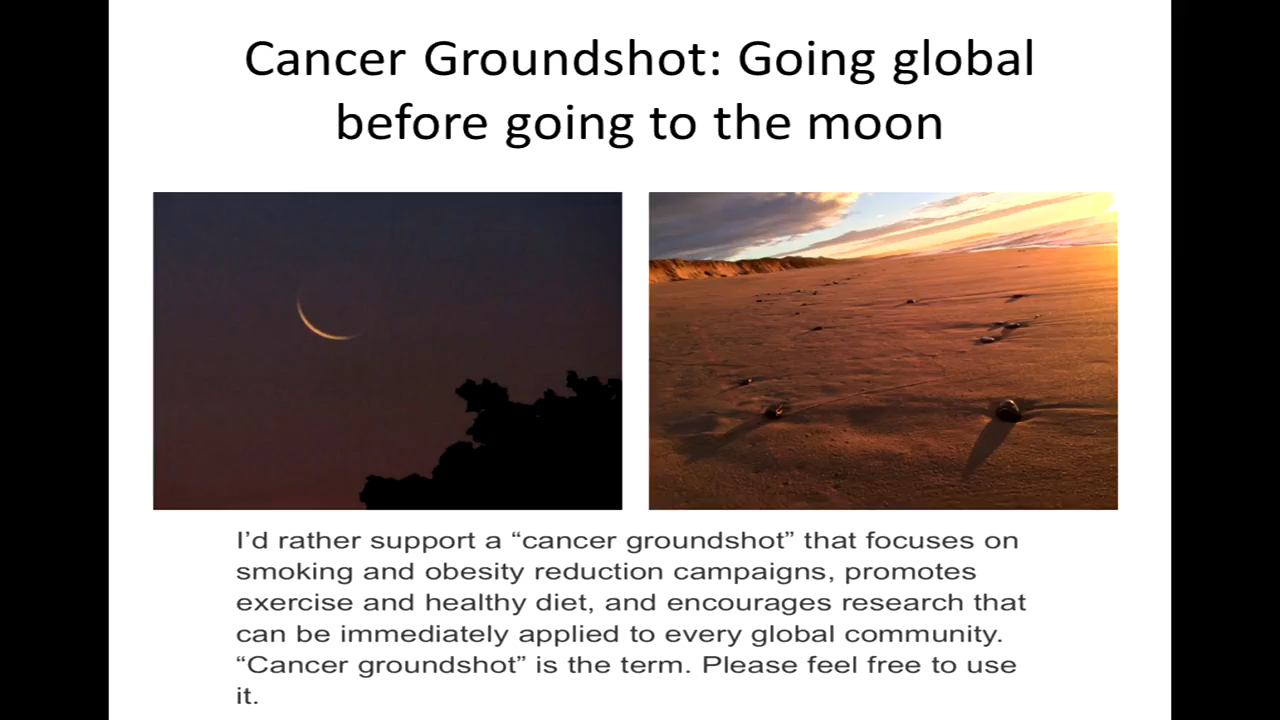 Cancer Groundshot: Going global
before going to the moon
I’d rather support a “cancer groundshot” that focuses on
smoking and obesity reduction campaigns, promotes
exercise and healthy diet, and encourages research that
can be immediately applied to every global community.
“Cancer groundshot” is the term. Please feel free to use
it.